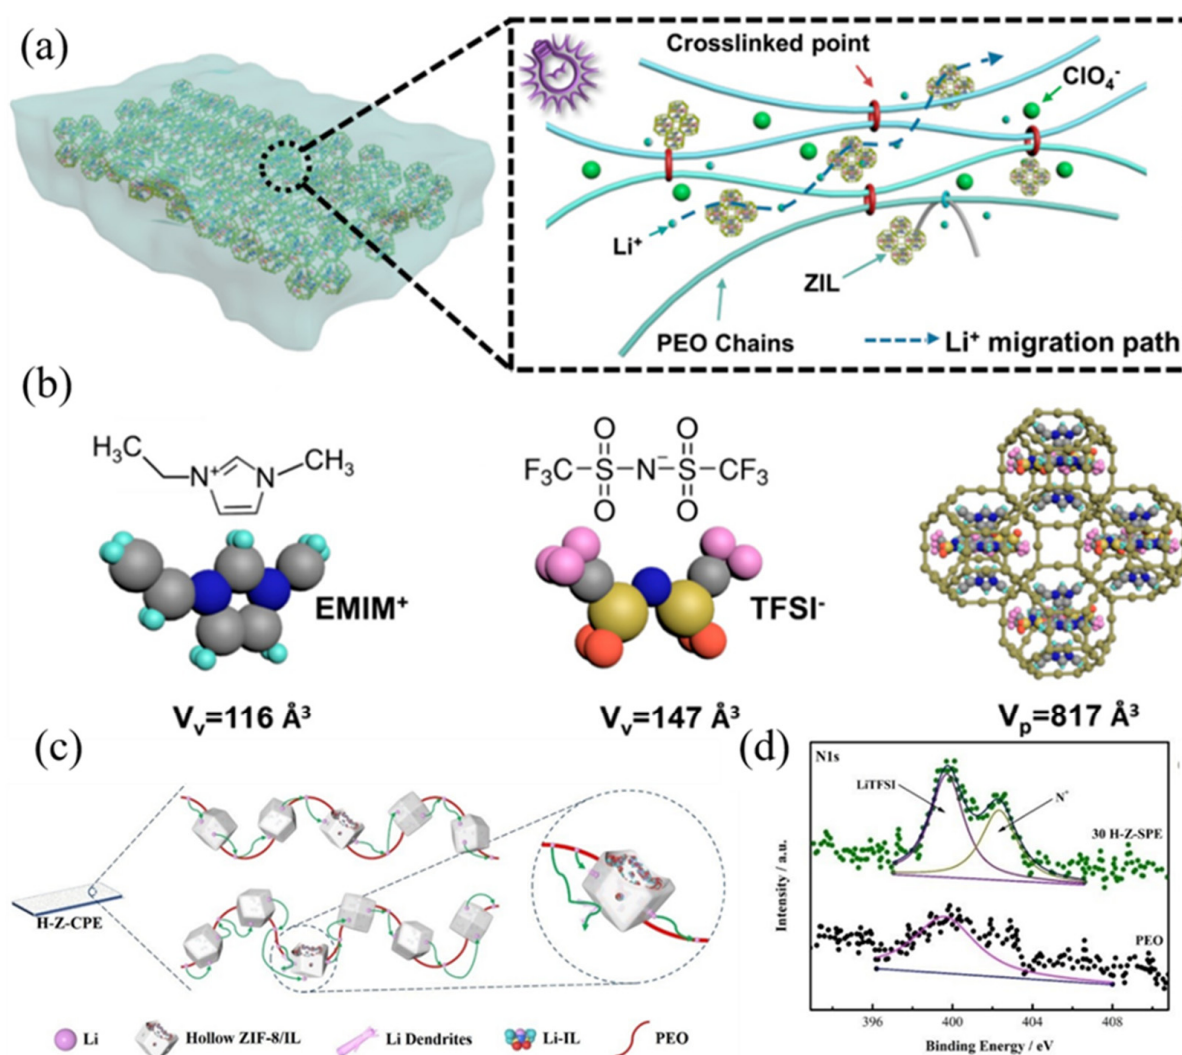 (a)
Crosslinked point
ClO₄⁻
Li⁺
ZIL
PEO Chains
Li⁺ migration path
(b)
H₃C
N⁺
N
CH₃
EMIM⁺
Vᵥ=116 Å³
O O
F₃C-S-N⁻-S-CF₃
O O
TFSI⁻
Vᵥ=147 Å³
Vₚ=817 Å³
(c)
H-Z-CPE
Li
Hollow ZIF-8/IL
Li Dendrites
Li-IL
PEO
(d)
N1s
LiTFSI
N⁺
30 H-Z-SPE
PEO
Intensity / a.u.
396 400 404 408
Binding Energy / eV